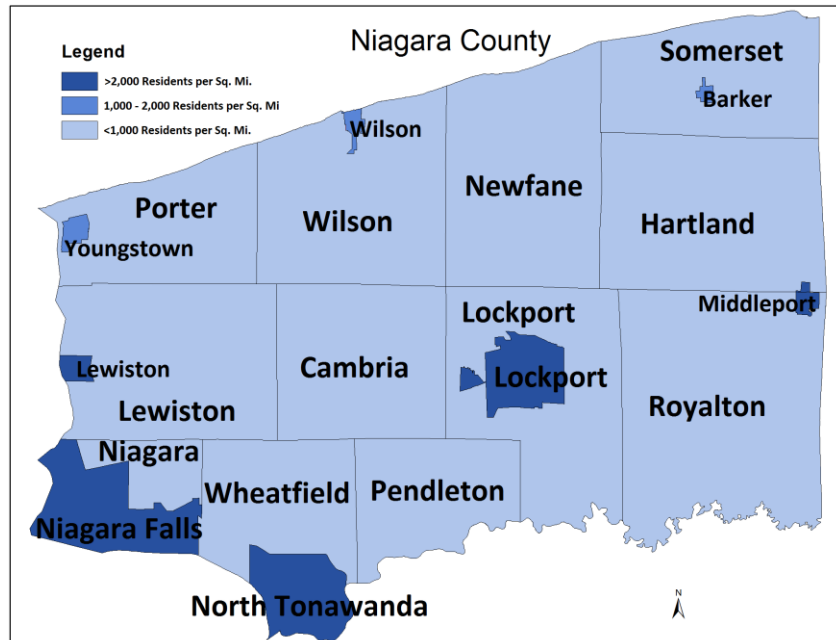 Niagara County
Legend
>2,000 Residents per Sq. Mi.
1,000 - 2,000 Residents per Sq. Mi
<1,000 Residents per Sq. Mi.
Somerset
Barker
Wilson
Newfane
Porter
Wilson
Hartland
Youngstown
Middleport
Lockport
Lewiston
Cambria
Lockport
Lewiston
Royalton
Niagara
Wheatfield
Pendleton
Niagara Falls
North Tonawanda
N